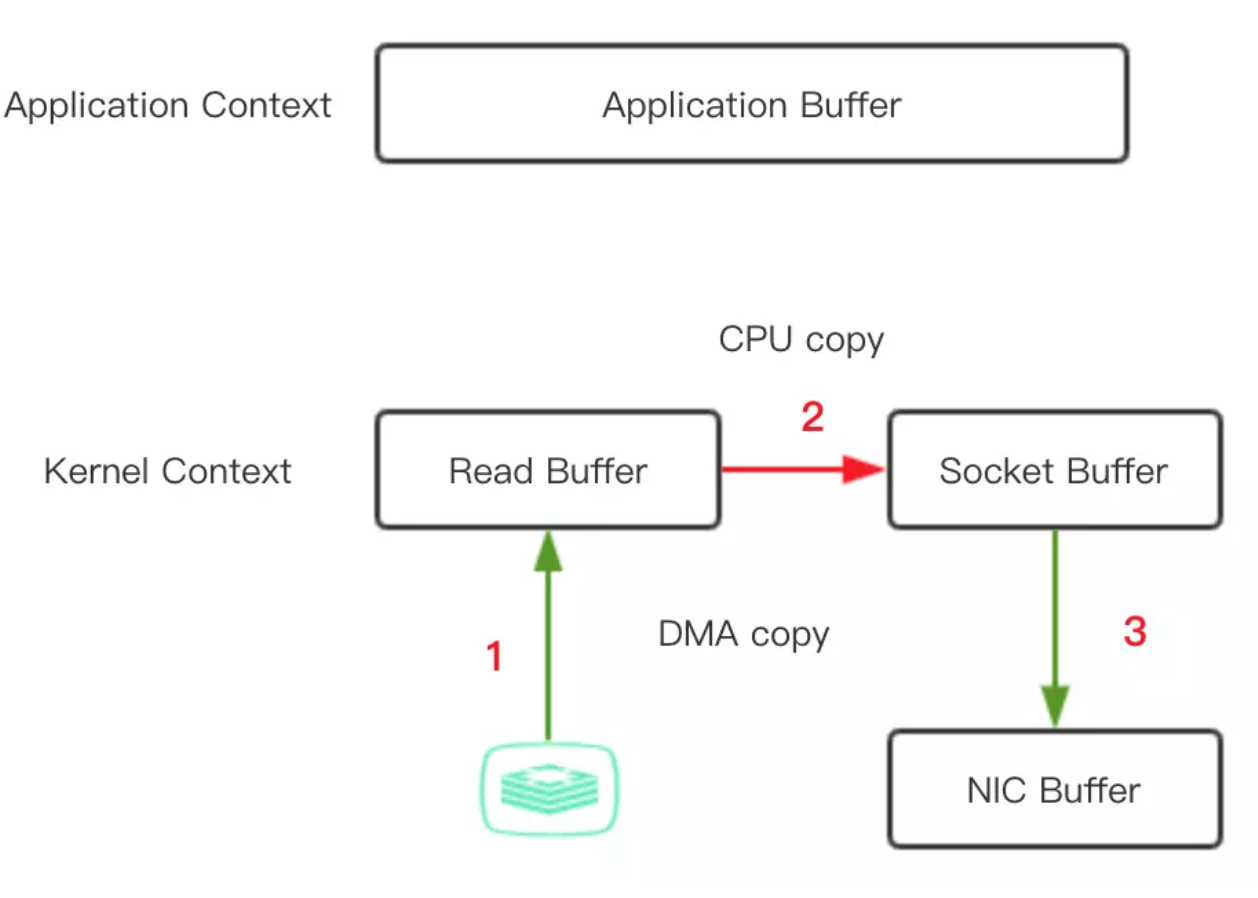 Application Context
Application Buffer
CPU copy
2
Kernel Context
Read Buffer
Socket Buffer
1
DMA copy
3
NIC Buffer